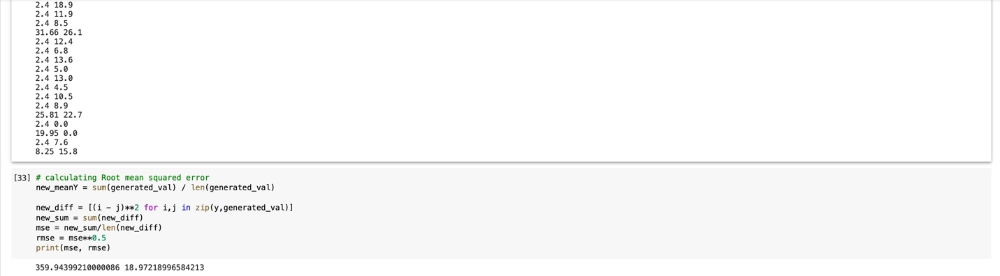 2.4 18.9
2.4 11.9
2.4 8.5
31.66 26.1
2.4 12.4
2.4 6.8
2.4 13.6
2.4 5.0
2.4 13.0
2.4 4.5
2.4 10.5
2.4 8.9
25.81 22.7
2.4 0.0
19.95 0.0
2.4 7.6
8.25 15.8
[33] # calculating Root mean squared error
new_meanY = sum(generated_val) / len(generated_val)
new_diff = [(i - j)**2 for i,j in zip(y,generated_val)]
new_sum = sum(new_diff)
mse = new_sum/len(new_diff)
rmse = mse**0.5
print(mse, rmse)
359.94399210000086 18.97218996584213